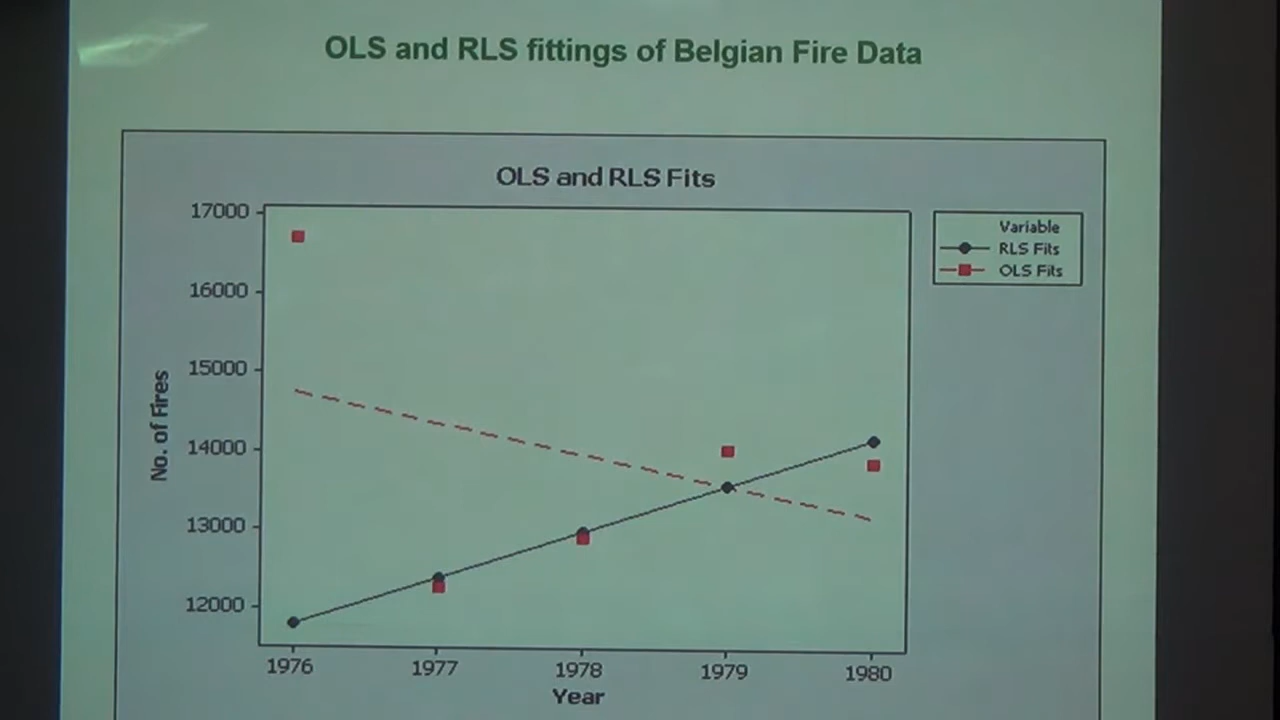 OLS and RLS fittings of Belgian Fire Data
OLS and RLS Fits
17000
16000
15000
14000
13000
12000
No. of Fires
1976 1977 1978 1979 1980
Year
Variable
RLS Fits
OLS Fits